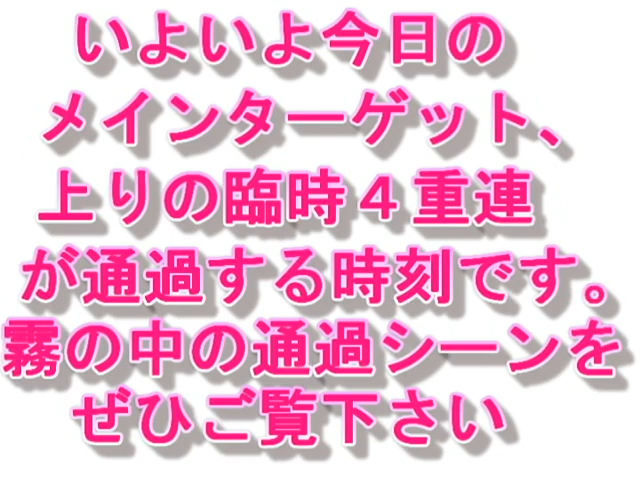 いよいよ今日の
メインターゲット、
上りの臨時４重連
が通過する時刻です。
霧の中の通過シーンを
ぜひご覧下さい